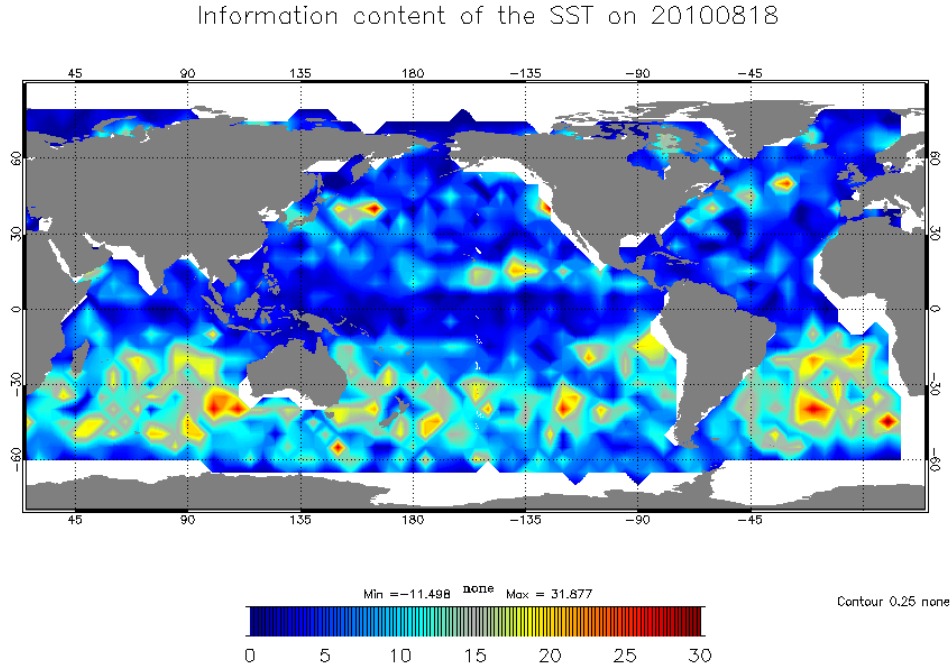 Information content of the SST on 20100818
45 90 135 180 −135 −90 −45
60 60
30 30
0 0
−30 −30
−60 −60
45 90 135 180 −135 −90 −45
Min =−11.498 none Max = 31.877
Contour 0.25 none
0 5 10 15 20 25 30